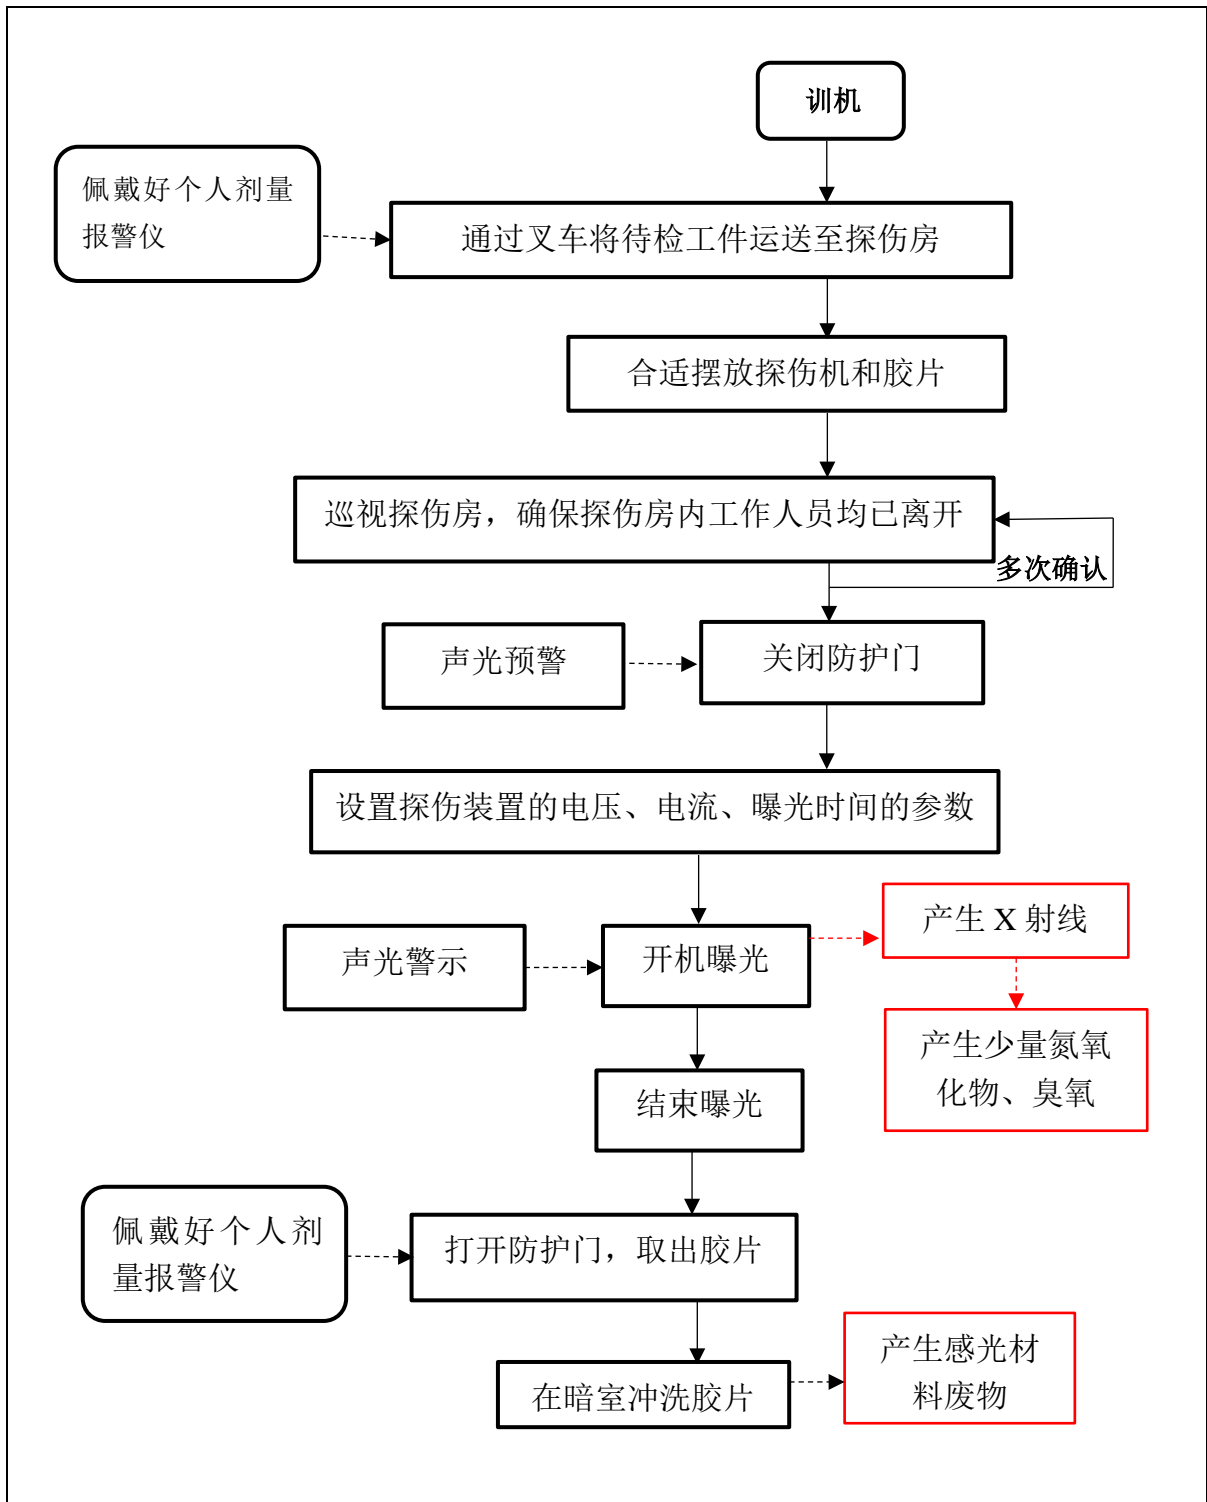 训机
佩戴好个人剂量
报警仪
通过叉车将待检工件运送至探伤房
合适摆放探伤机和胶片
巡视探伤房，确保探伤房内工作人员均已离开
多次确认
声光预警
关闭防护门
设置探伤装置的电压、电流、曝光时间的参数
产生 X 射线
声光警示
开机曝光
产生少量氮氧
化物、臭氧
结束曝光
佩戴好个人剂
量报警仪
打开防护门，取出胶片
产生感光材
料废物
在暗室冲洗胶片